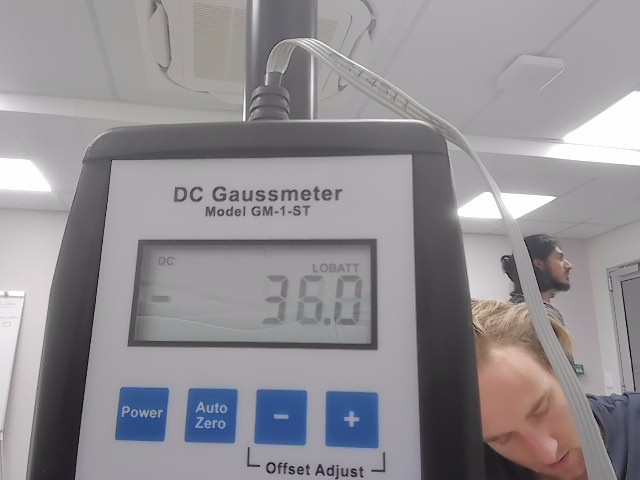 DC Gaussmeter
Model GM-1-ST
DC
LOBATT
- 36.0
Power
Auto
Zero
-
+
Offset Adjust